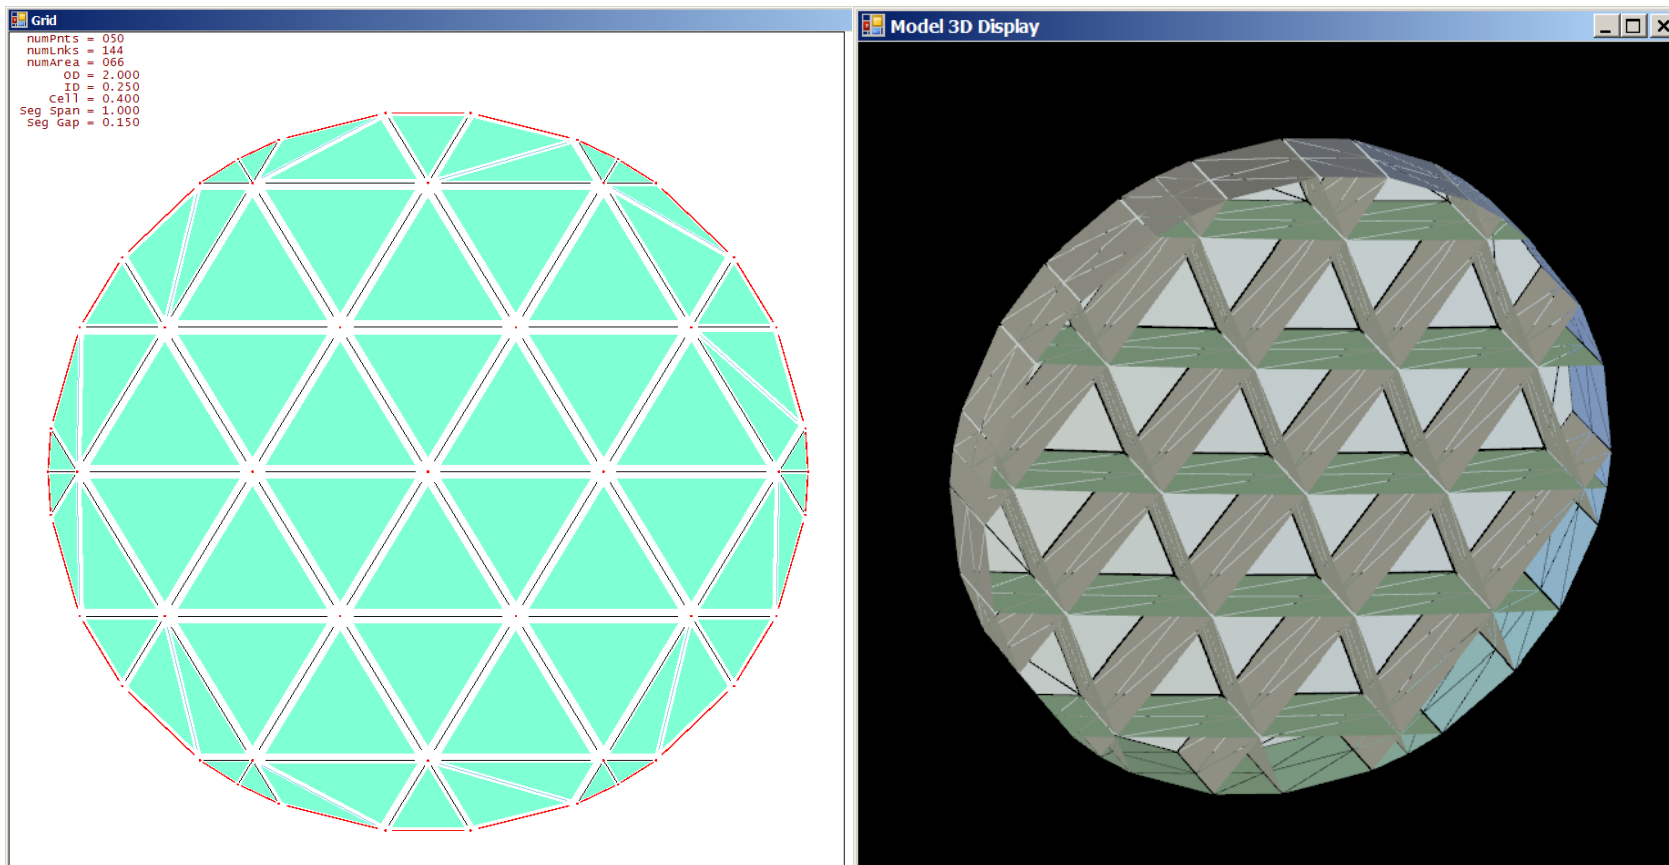 Grid
numPnts = 050
numLnks = 144
numArea = 066
OD = 2.000
ID = 0.250
Cell = 0.400
Seg Span = 1.000
Seg Gap = 0.150
Model 3D Display